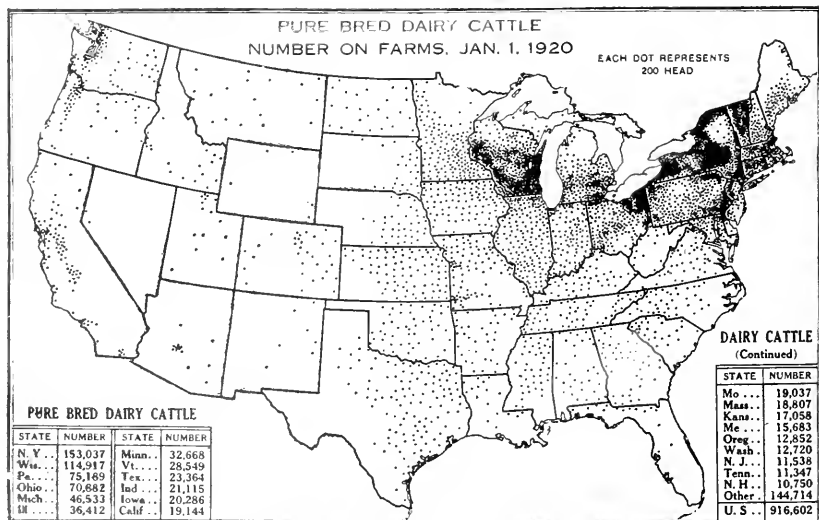 PURE BRED DAIRY CATTLE
NUMBER ON FARMS, JAN. 1, 1920
EACH DOT REPRESENTS
200 HEAD
PURE BRED DAIRY CATTLE
STATE NUMBER STATE NUMBER
N. Y .. 153,037 Minn.. 32,668
Wis... 114,917 Vt.... 28,549
Pa.... 75,189 Tex... 23,364
Ohio .. 70,682 Ind ... 21,115
Mich.. 46,533 Iowa.. 20,286
Ill .... 36,412 Calif .. 19,144
DAIRY CATTLE
(Continued)
STATE NUMBER
Mo ... 19,037
Mass.. 18,807
Kans.. 17,058
Me ... 15,683
Oreg.. 12,852
Wash . 12,720
N. J... 11,538
Tenn.. 11,347
N. H.. 10,750
Other. 144,714
U. S .. 916,602